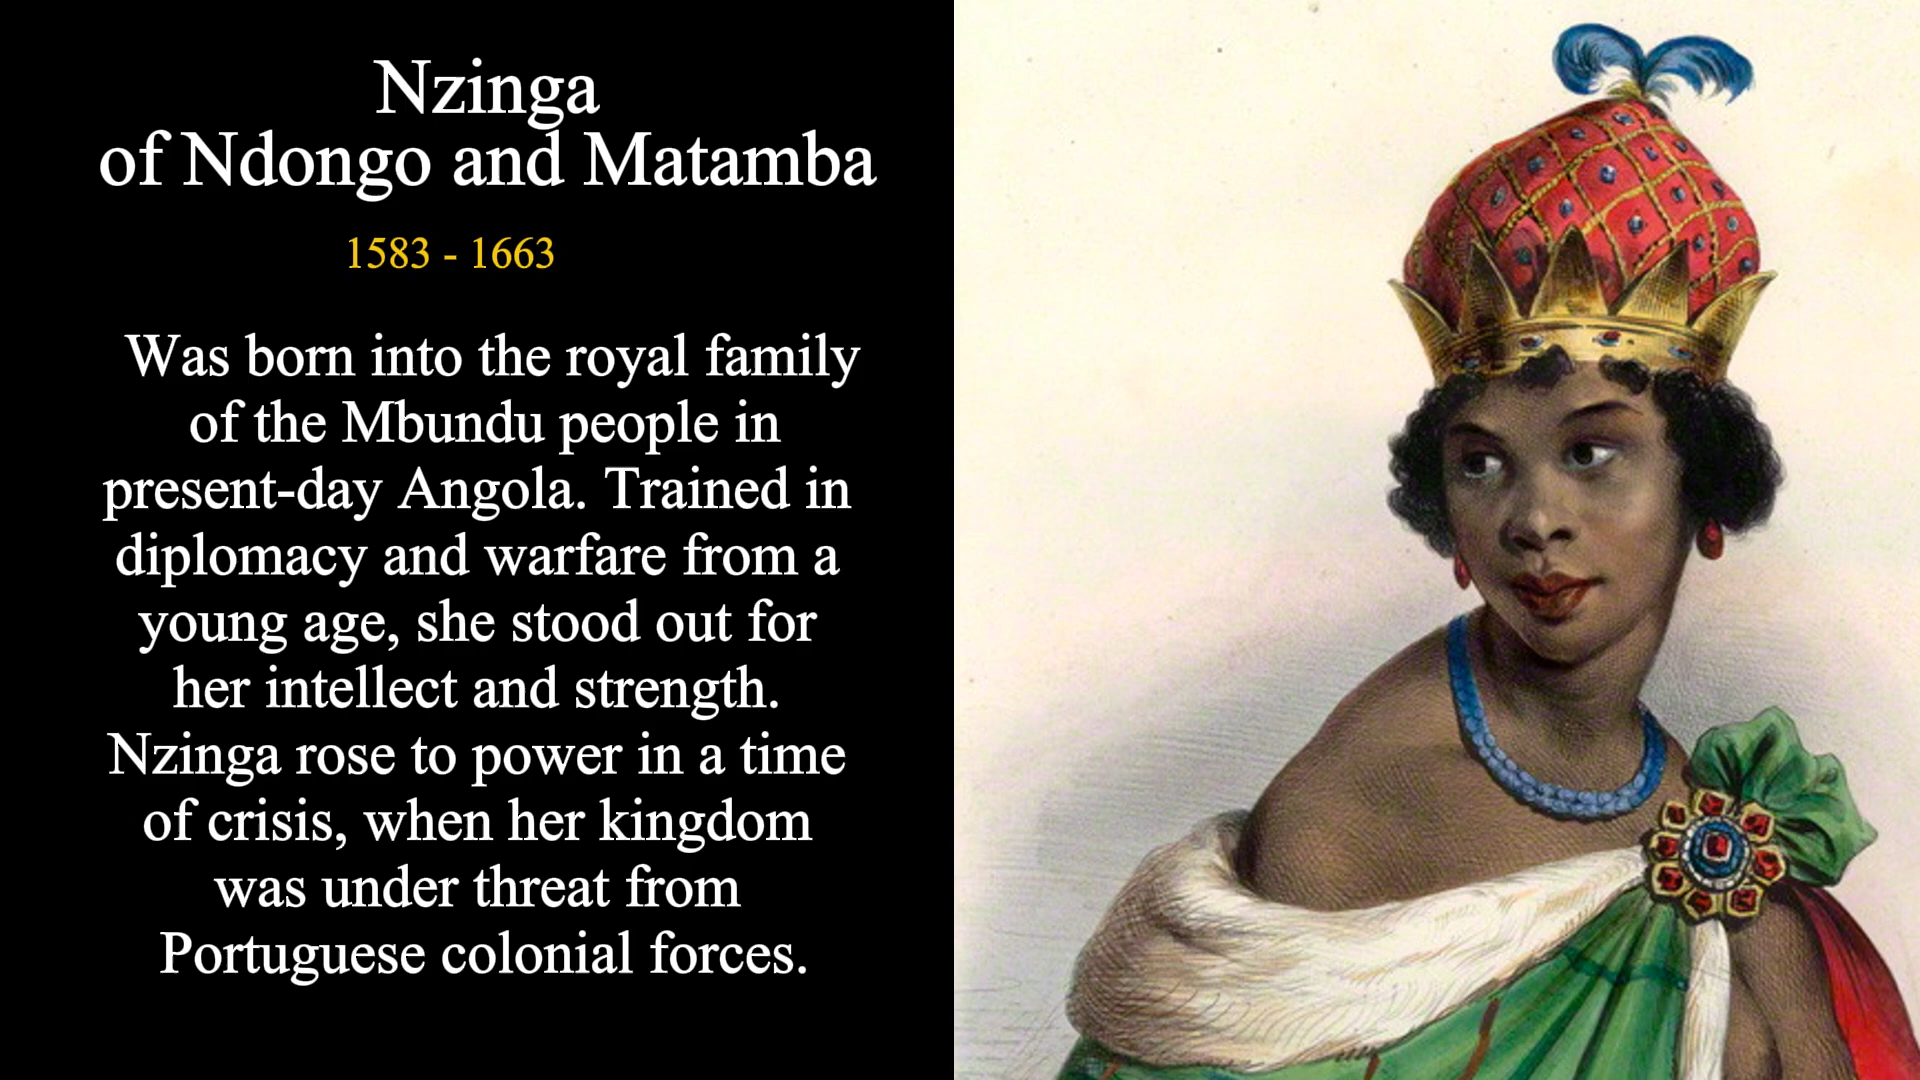 Nzinga
of Ndongo and Matamba
1583 - 1663
Was born into the royal family
of the Mbundu people in
present-day Angola. Trained in
diplomacy and warfare from a
young age, she stood out for
her intellect and strength.
Nzinga rose to power in a time
of crisis, when her kingdom
was under threat from
Portuguese colonial forces.